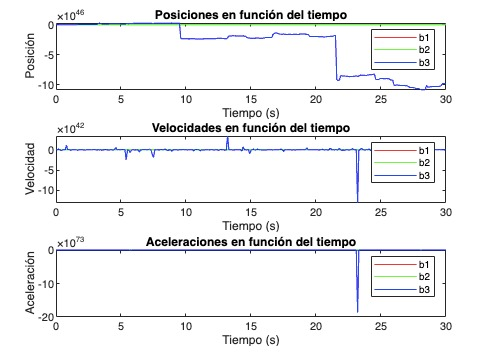 ×10^46
Posiciones en función del tiempo
Posición
0
-5
-10
b1
b2
b3
0 5 10 15 20 25 30
Tiempo (s)
×10^42
Velocidades en función del tiempo
Velocidad
0
-5
-10
b1
b2
b3
0 5 10 15 20 25 30
Tiempo (s)
×10^73
Aceleraciones en función del tiempo
Aceleración
0
-10
-20
b1
b2
b3
0 5 10 15 20 25 30
Tiempo (s)